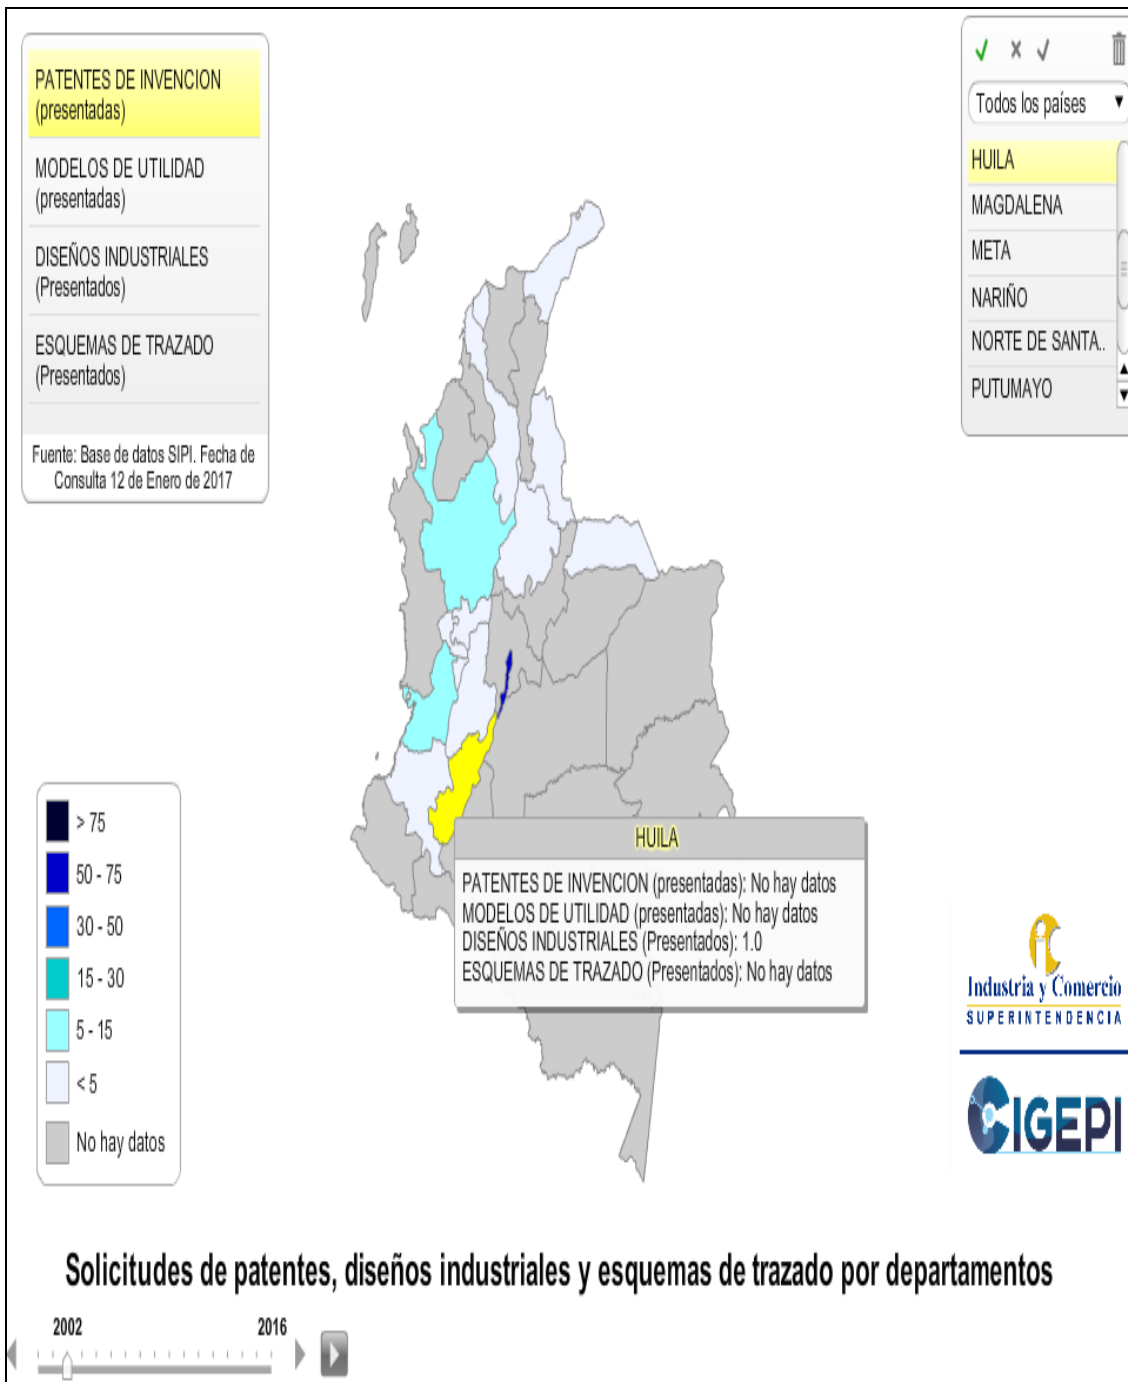 PATENTES DE INVENCION
(presentadas)
MODELOS DE UTILIDAD
(presentadas)
DISEÑOS INDUSTRIALES
(Presentados)
ESQUEMAS DE TRAZADO
(Presentados)
Fuente: Base de datos SIPI. Fecha de
Consulta 12 de Enero de 2017
Todos los países
HUILA
MAGDALENA
META
NARIÑO
NORTE DE SANTA..
PUTUMAYO
> 75
50 - 75
30 - 50
15 - 30
5 - 15
< 5
No hay datos
HUILA
PATENTES DE INVENCION (presentadas): No hay datos
MODELOS DE UTILIDAD (presentadas): No hay datos
DISEÑOS INDUSTRIALES (Presentados): 1.0
ESQUEMAS DE TRAZADO (Presentados): No hay datos
Industria y Comercio
SUPERINTENDENCIA
CIGEPI
Solicitudes de patentes, diseños industriales y esquemas de trazado por departamentos
2002
2016